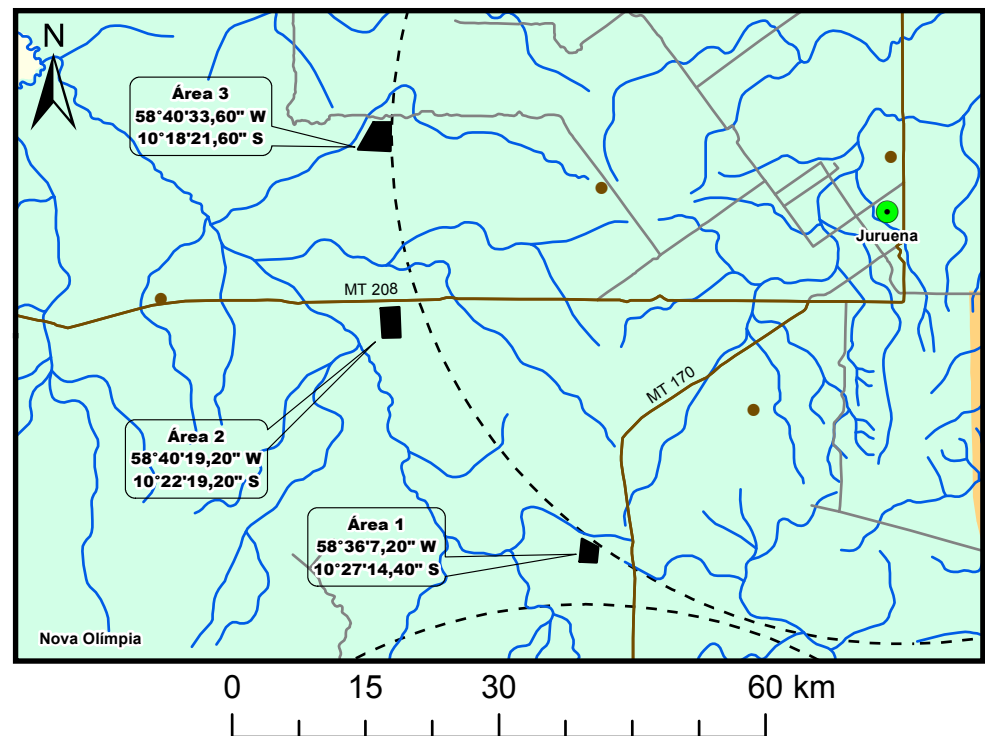 N
Área 3
58°40'33,60" W
10°18'21,60" S
Juruena
MT 208
MT 170
Área 2
58°40'19,20" W
10°22'19,20" S
Área 1
58°36'7,20" W
10°27'14,40" S
Nova Olímpia
0 15 30 60 km